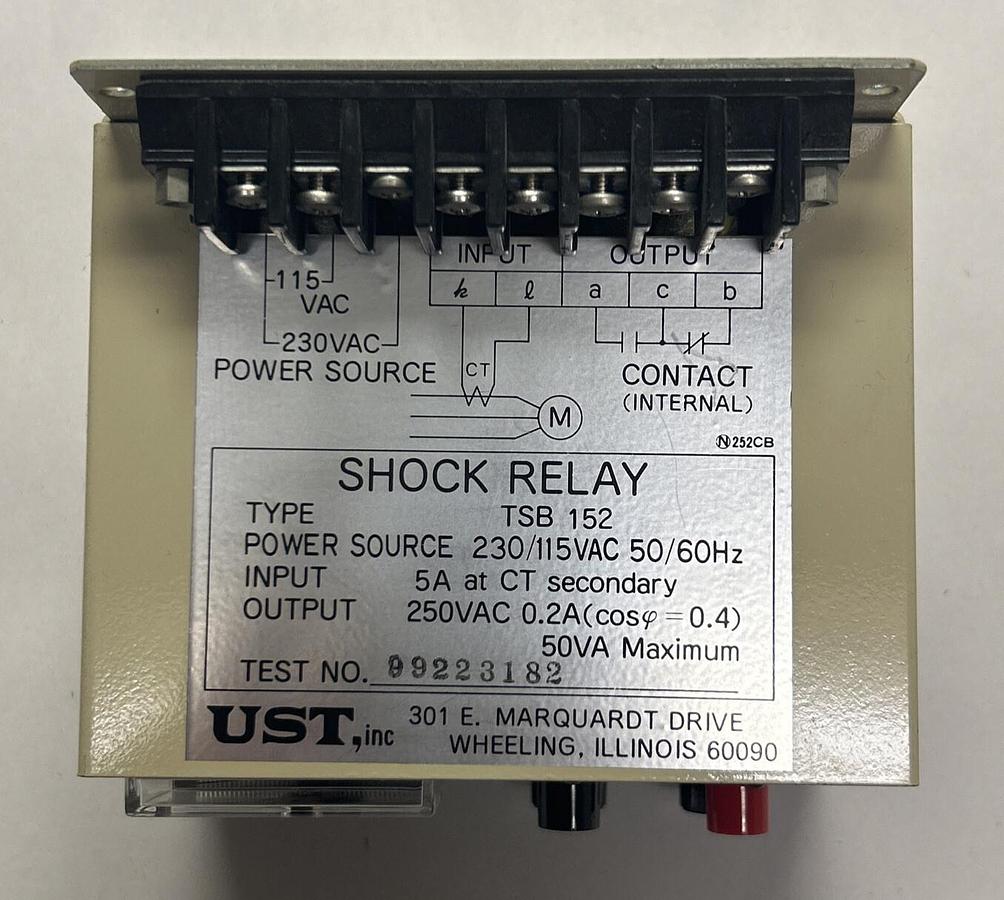 INPUT OUTPUT
115 VAC
k ℓ a c b
230VAC
POWER SOURCE
CT
CONTACT
(INTERNAL)
M
N 252CB
SHOCK RELAY
TYPE TSB 152
POWER SOURCE 230/115VAC 50/60Hz
INPUT 5A at CT secondary
OUTPUT 250VAC 0.2A(cosφ=0.4)
50VA Maximum
TEST NO. 99223182
UST,inc 301 E. MARQUARDT DRIVE
WHEELING, ILLINOIS 60090